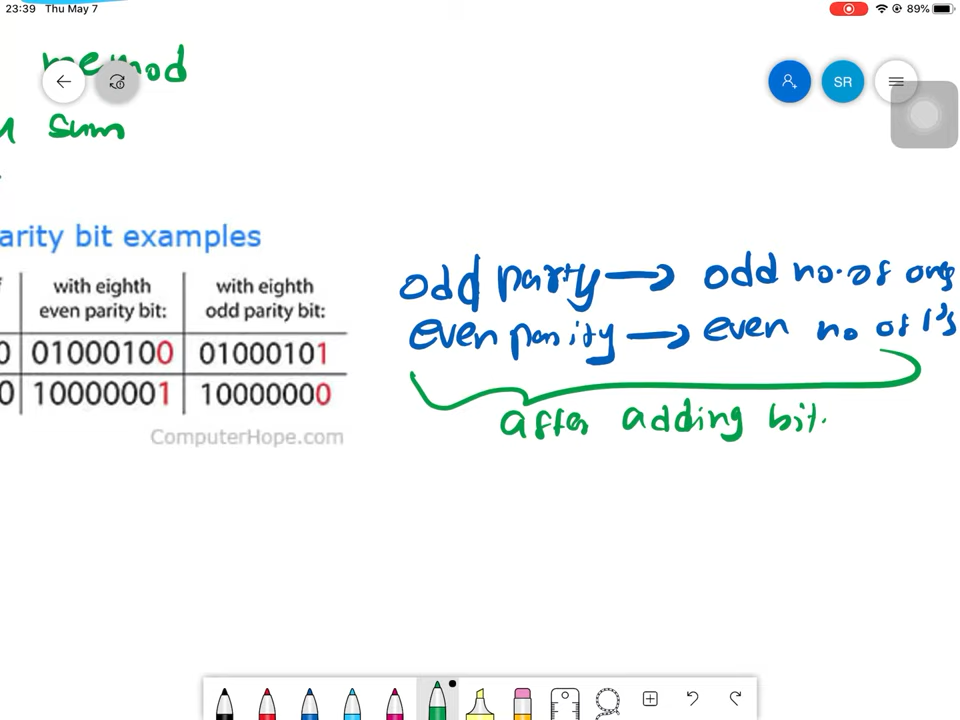 23:39 Thu May 7 89%
method
SR
sum
arity bit examples
with eighth even parity bit: with eighth odd parity bit:
0 01000100 01000101
0 10000001 10000000
ComputerHope.com
odd parity → odd no. of ones
even parity → even no of 1's
after adding bit.